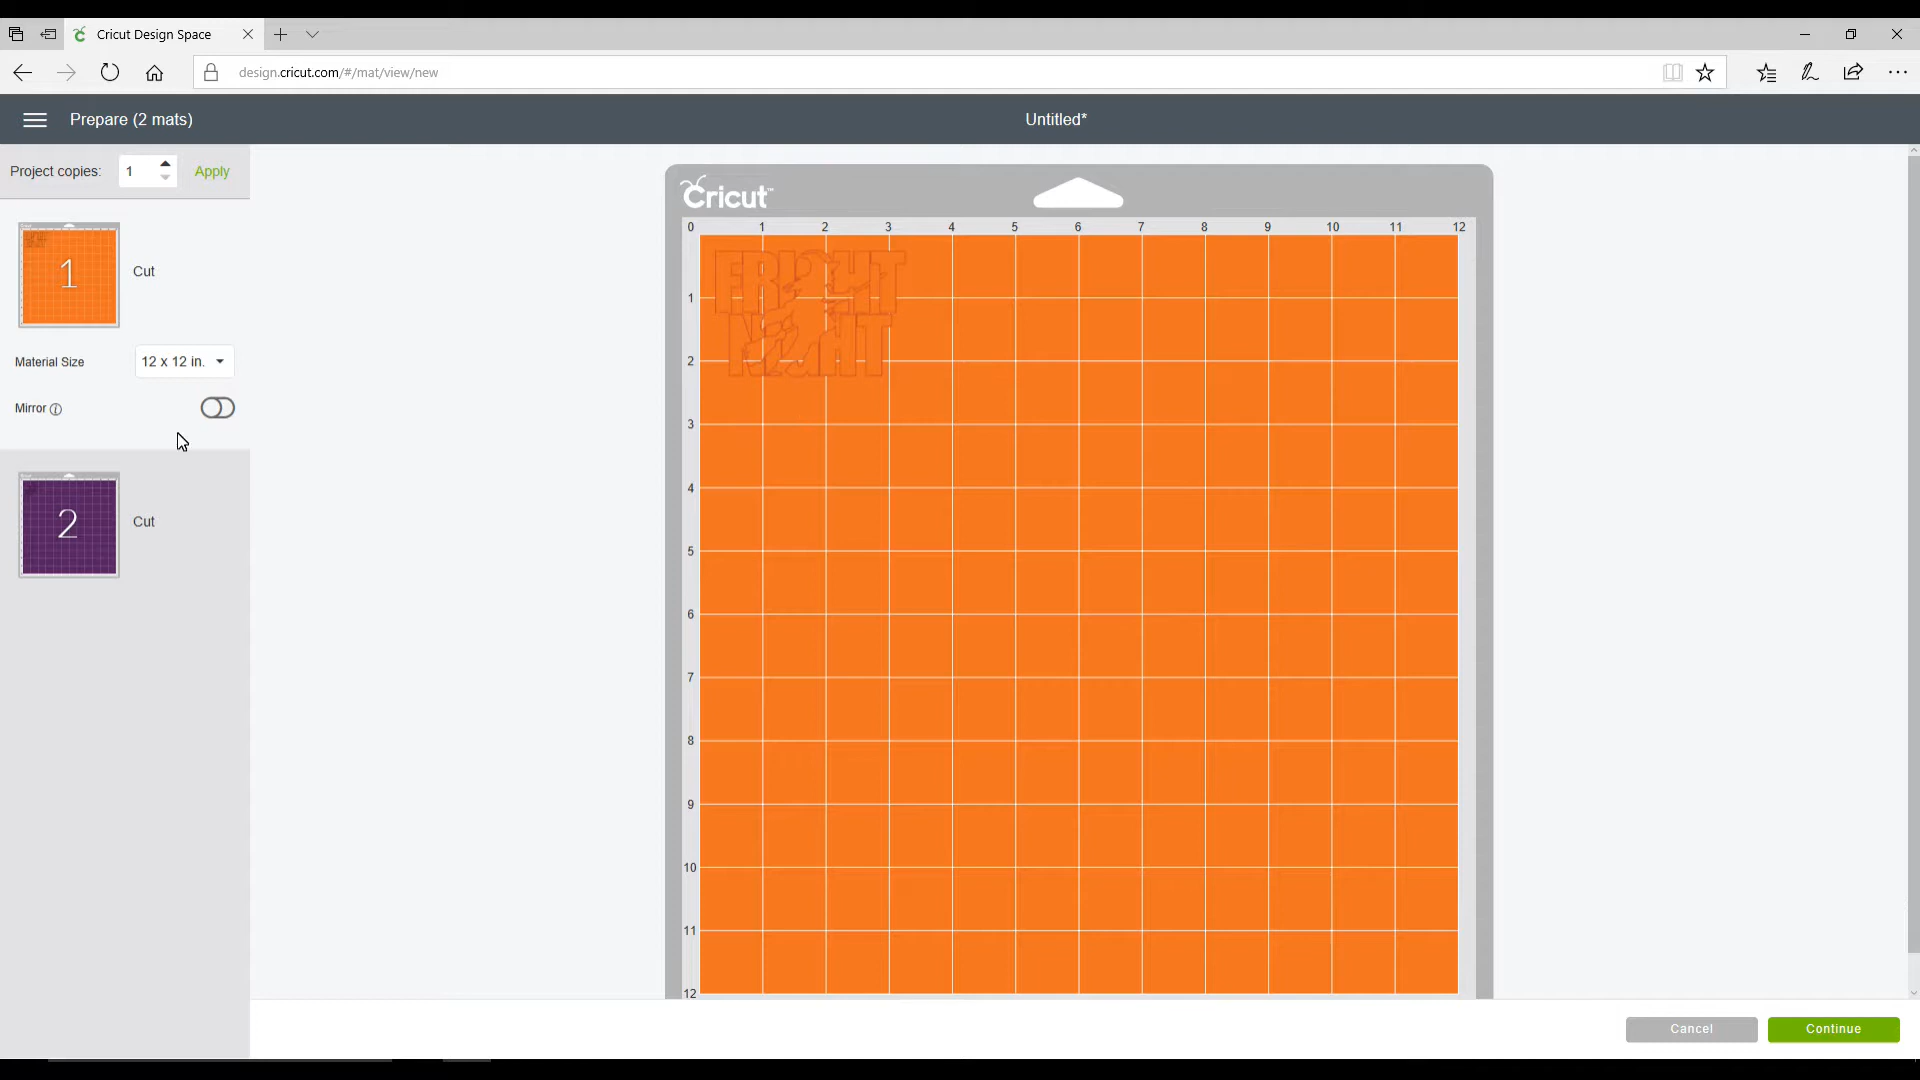 Cricut Design Space
design.cricut.com/#/mat/view/new
Prepare (2 mats)
Untitled*
Project copies: 1 Apply
1 Cut
Material Size 12 x 12 in.
Mirror
2 Cut
Cricut™
0 1 2 3 4 5 6 7 8 9 10 11 12
1
2
3
4
5
6
7
8
9
10
11
12
FRIGHT
NIGHT
Cancel Continue